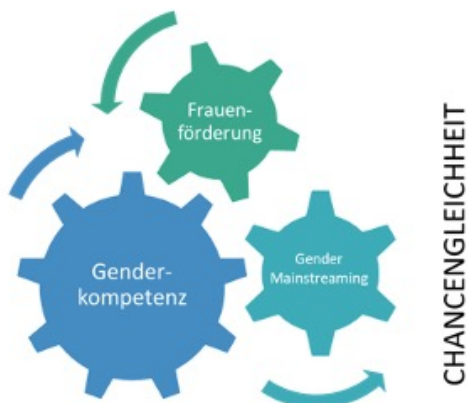 Frauen-
förderung
Gender-
kompetenz
Gender
Mainstreaming
CHANCENGLEICHHEIT